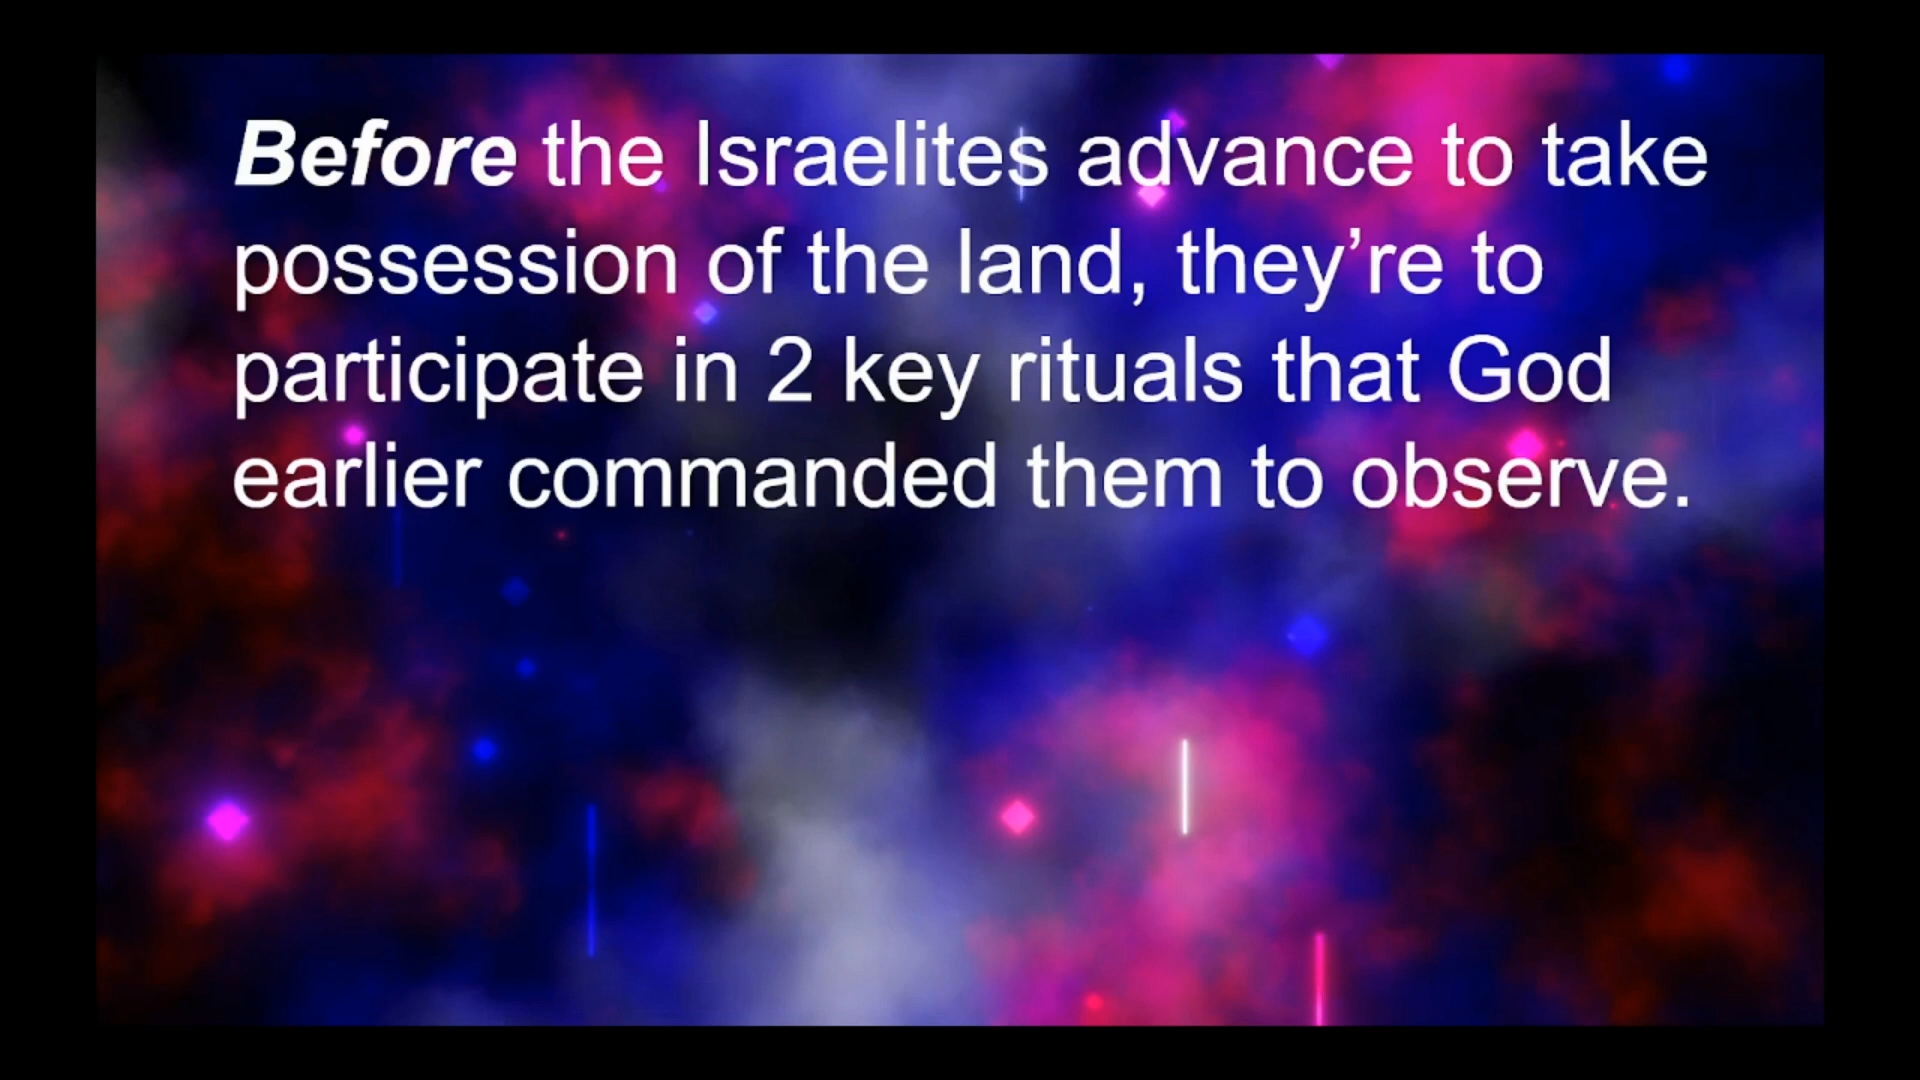 Before the Israelites advance to take
possession of the land, they’re to
participate in 2 key rituals that God
earlier commanded them to observe.